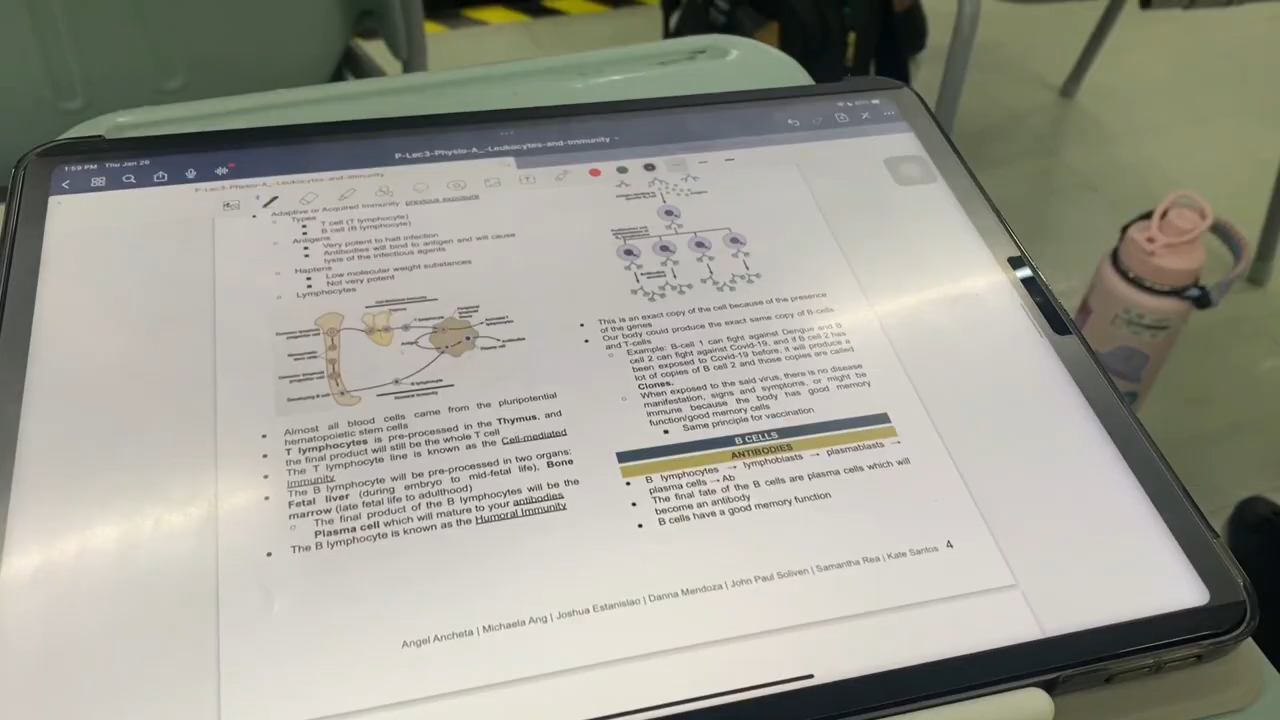 1:59 PM Thu Jan 26
P-Lec3-Physio-A_-Leukocytes-and-Immunity
P-Lec3-Physio-A_-Leukocytes-and-Immunity
Adaptive or Acquired Immunity: previous exposure
Types
T cell (T lymphocyte)
B cell (B lymphocyte)
Antigens
Very potent to halt infection
Antibodies will bind to antigen and will cause
lysis of the infectious agents
Haptens
Low molecular weight substances
Not very potent
Lymphocytes
Almost all blood cells came from the pluripotential
hematopoietic stem cells
T lymphocytes is pre-processed in the Thymus, and
the final product will still be the whole T cell
The T lymphocyte line is known as the Cell-mediated
Immunity
The B lymphocyte will be pre-processed in two organs:
Fetal liver (during embryo to mid-fetal life), Bone
marrow (late fetal life to adulthood)
The final product of the B lymphocytes will be the
Plasma cell which will mature to your antibodies
The B lymphocyte is known as the Humoral Immunity
This is an exact copy of the cell because of the presence
of the genes
Our body could produce the exact same copy of B-cells
and T-cells
Example: B-cell 1 can fight against Dengue and B
cell 2 can fight against Covid-19, and if B cell 2 has
been exposed to Covid-19 before, it will produce a
lot of copies of B cell 2 and those copies are called
Clones.
When exposed to the said virus, there is no disease
manifestation, signs and symptoms, or might be
immune because the body has good memory
function/good memory cells
Same principle for vaccination
B CELLS
ANTIBODIES
B lymphocytes → lymphoblasts → plasmablasts →
plasma cells → Ab
The final fate of the B cells are plasma cells which will
become an antibody
B cells have a good memory function
Angel Ancheta | Michaela Ang | Joshua Estanislao | Danna Mendoza | John Paul Soliven | Samantha Rea | Kate Santos 4